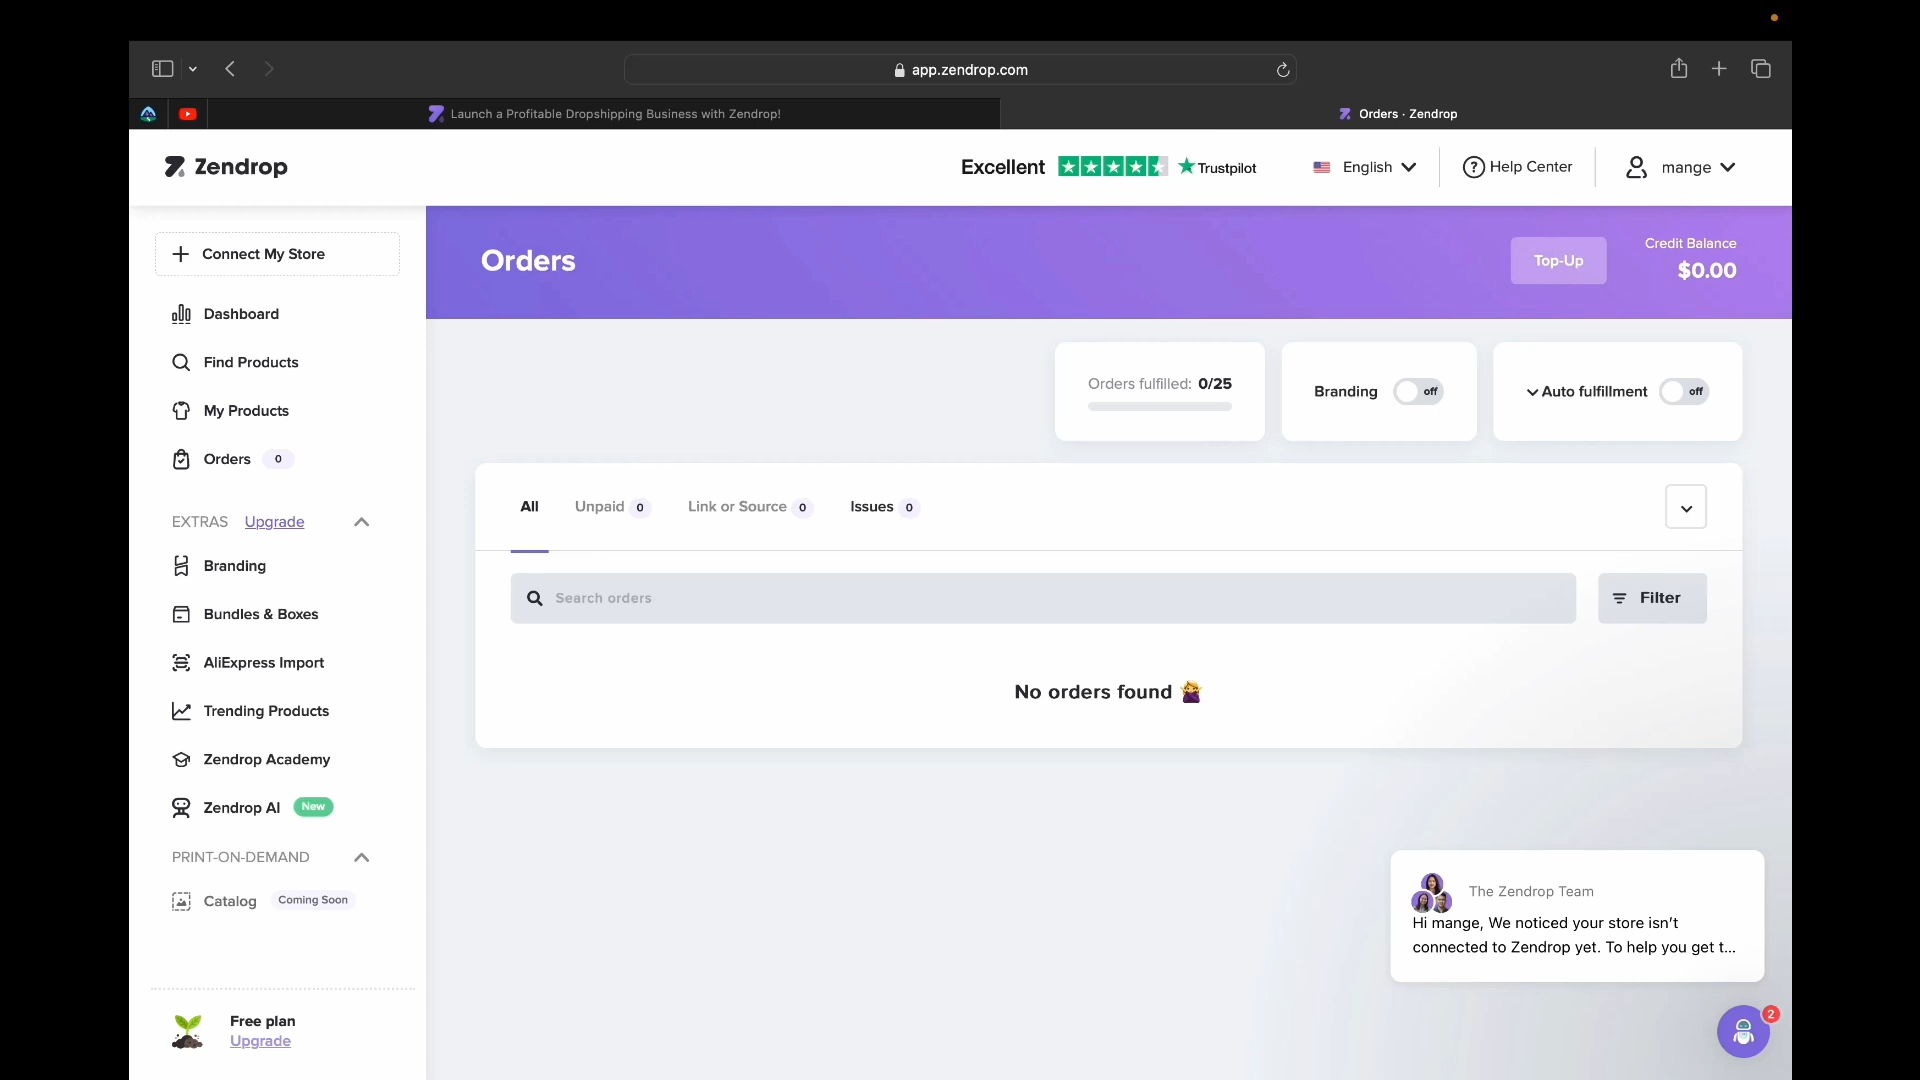 app.zendrop.com
Launch a Profitable Dropshipping Business with Zendrop!
Orders · Zendrop
Zendrop
Excellent
Trustpilot
English
Help Center
mange
Connect My Store
Orders
Top-Up
Credit Balance
$0.00
Dashboard
Find Products
My Products
Orders 0
EXTRAS Upgrade
Branding
Bundles & Boxes
AliExpress Import
Trending Products
Zendrop Academy
Zendrop AI New
PRINT-ON-DEMAND
Catalog Coming Soon
Free plan
Upgrade
Orders fulfilled: 0/25
Branding off
Auto fulfillment off
All Unpaid 0 Link or Source 0 Issues 0
Search orders
Filter
No orders found
The Zendrop Team
Hi mange, We noticed your store isn't
connected to Zendrop yet. To help you get t...
2